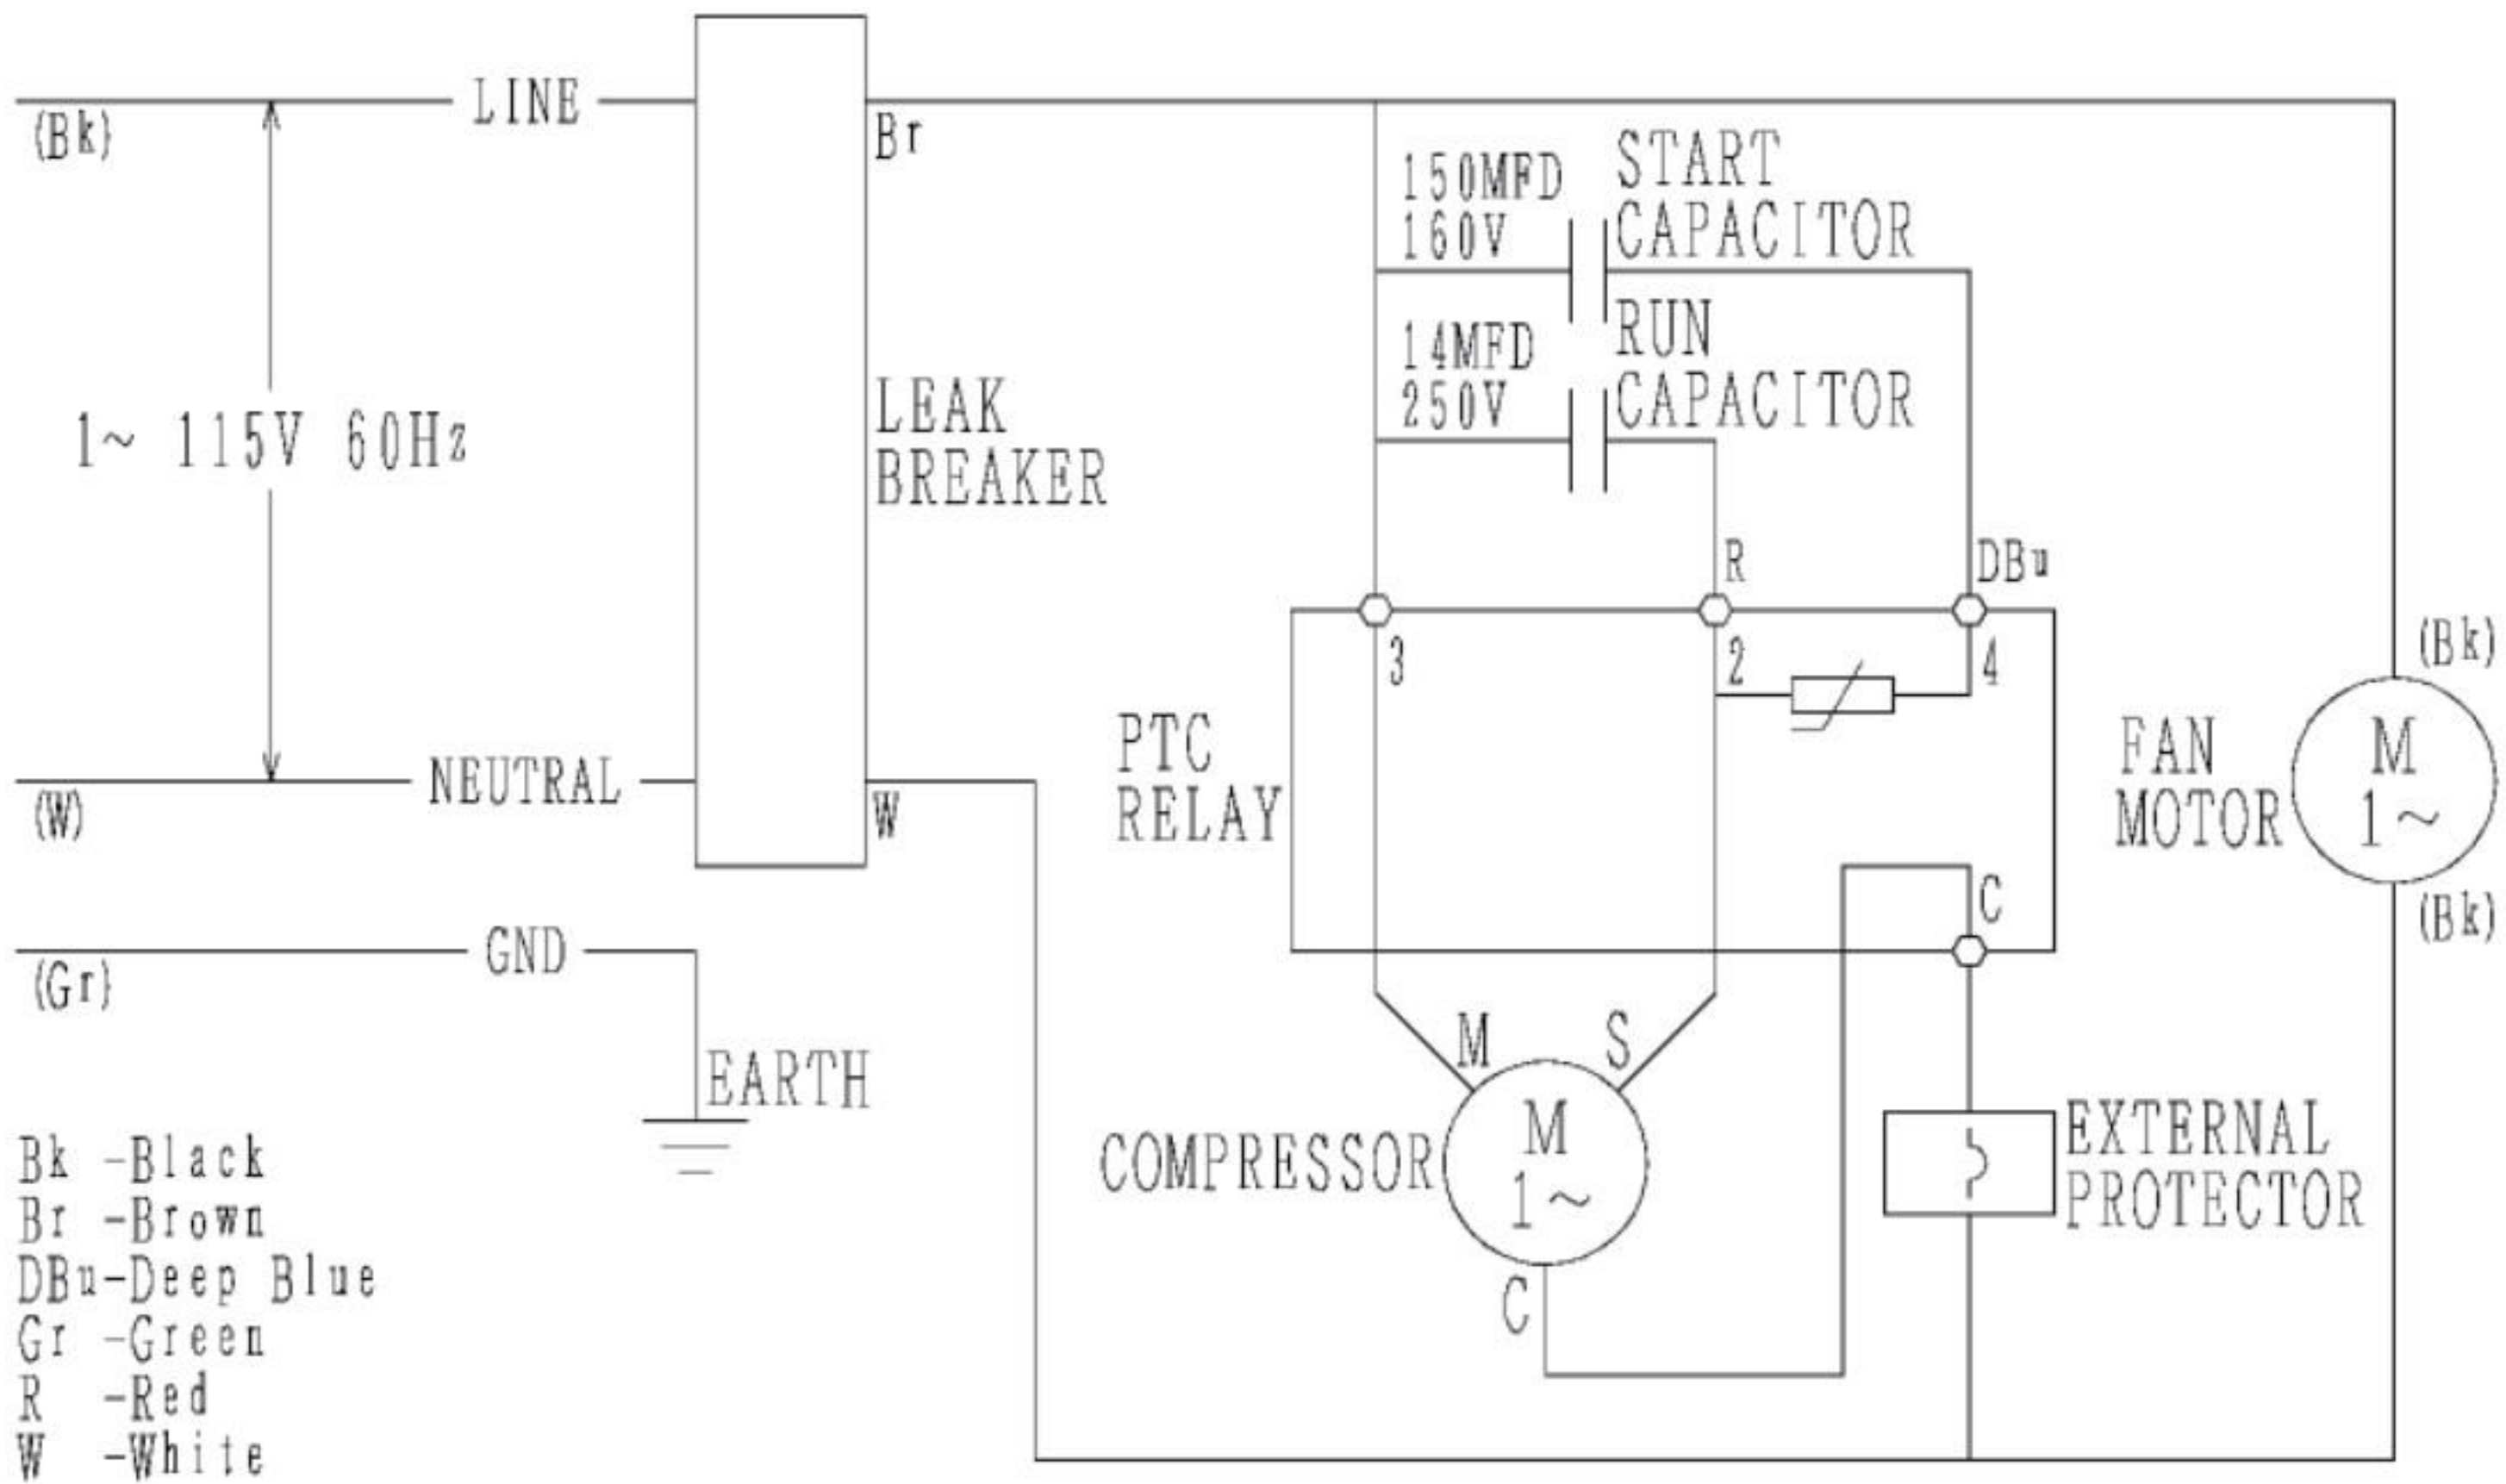 LINE
(Bk)
Br
1~ 115V 60Hz
LEAK
BREAKER
NEUTRAL
(W)
W
GND
(Gr)
EARTH
150MFD
160V
START
CAPACITOR
14MFD
250V
RUN
CAPACITOR
R
DBu
3
2
4
PTC
RELAY
C
(Bk)
FAN
MOTOR
M
1~
(Bk)
M
S
COMPRESSOR
M
1~
C
EXTERNAL
PROTECTOR
Bk -Black
Br -Brown
DBu-Deep Blue
Gr -Green
R -Red
W -White